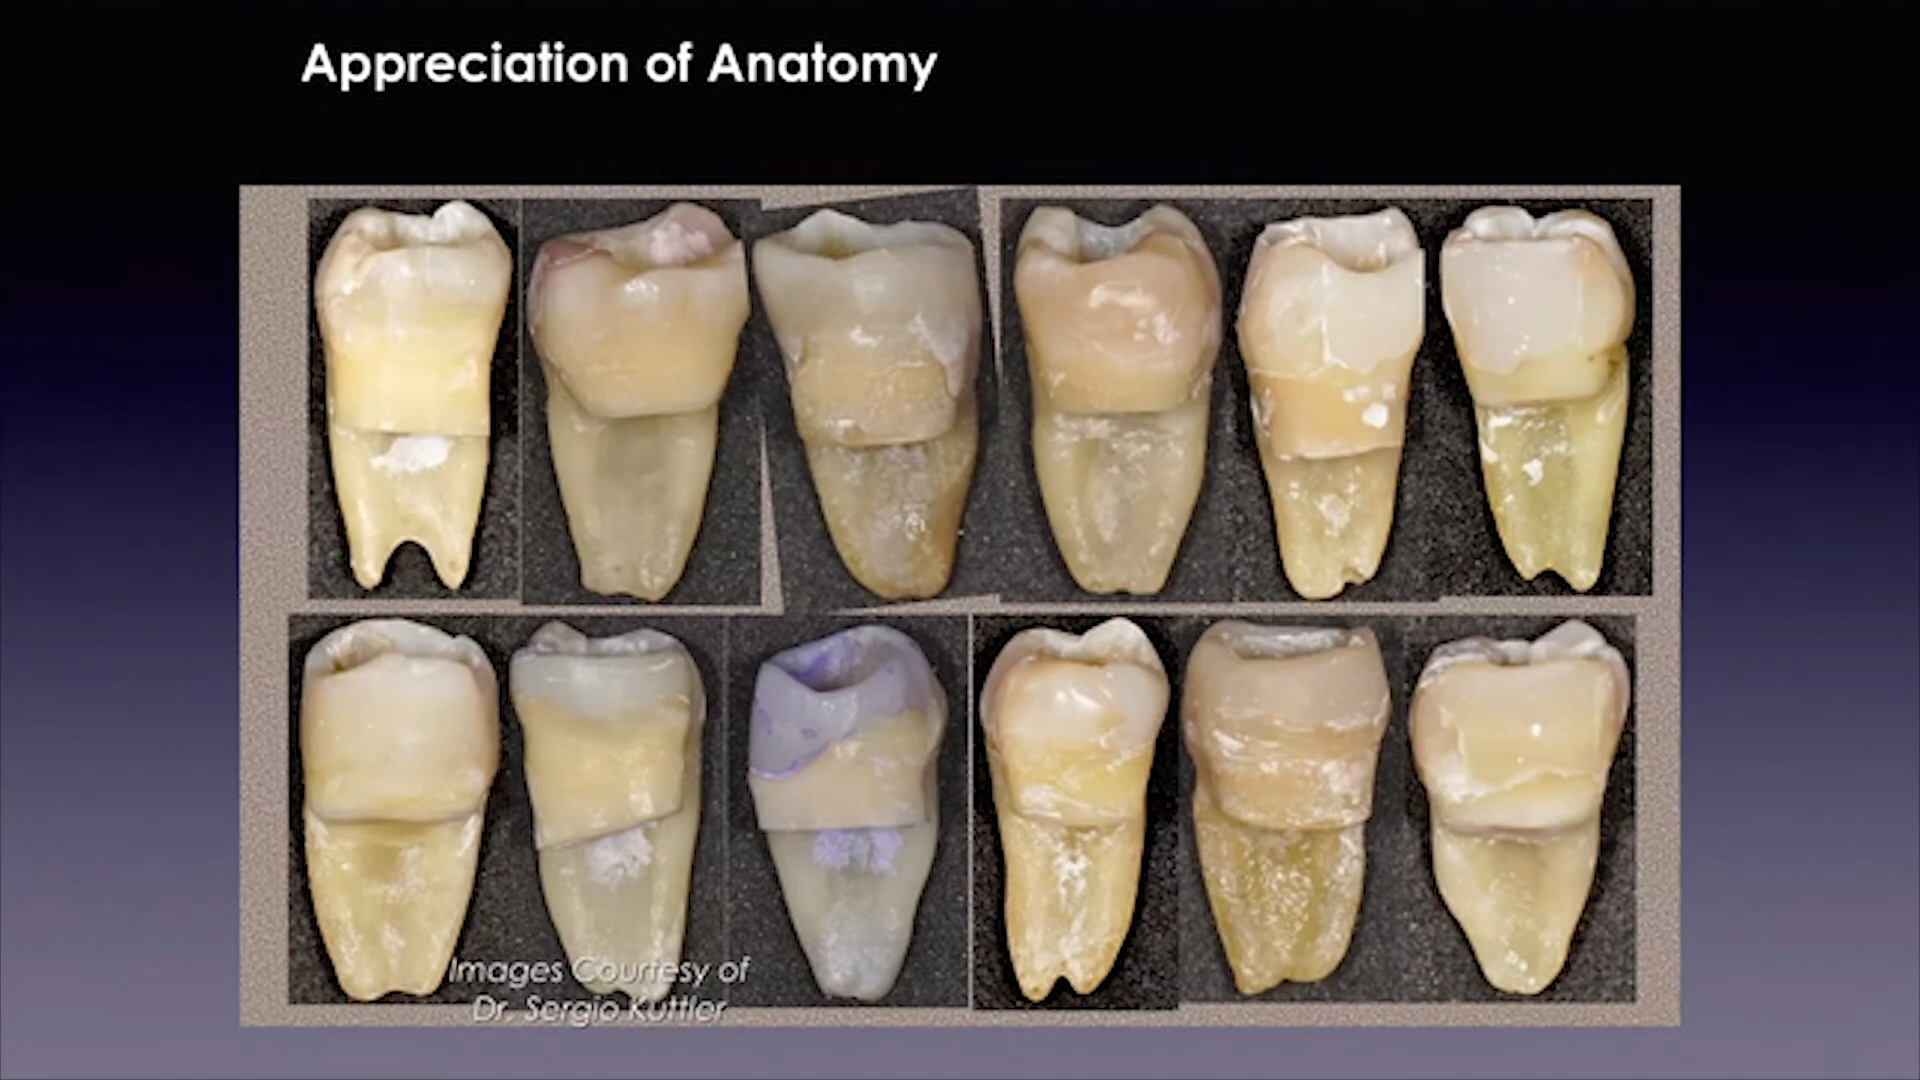 Appreciation of Anatomy
Images Courtesy of
Dr. Sergio Kuttler